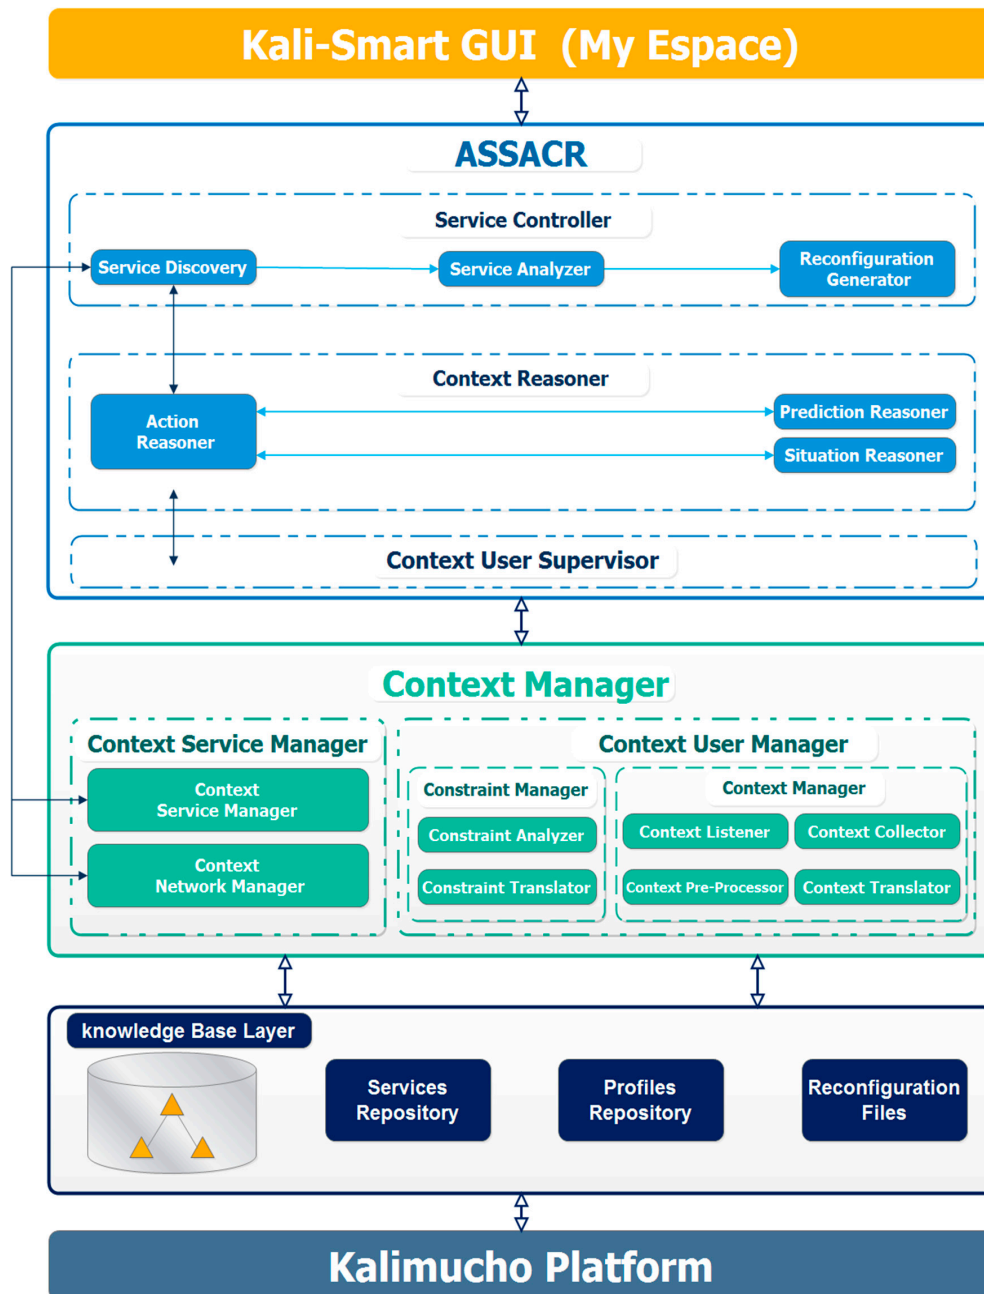 Kali-Smart GUI (My Espace)
ASSACR
Service Controller
Service Discovery
Service Analyzer
Reconfiguration
Generator
Context Reasoner
Action
Reasoner
Prediction Reasoner
Situation Reasoner
Context User Supervisor
Context Manager
Context Service Manager
Context
Service Manager
Context
Network Manager
Context User Manager
Constraint Manager
Constraint Analyzer
Constraint Translator
Context Manager
Context Listener
Context Collector
Context Pre-Processor
Context Translator
knowledge Base Layer
Services
Repository
Profiles
Repository
Reconfiguration
Files
Kalimucho Platform